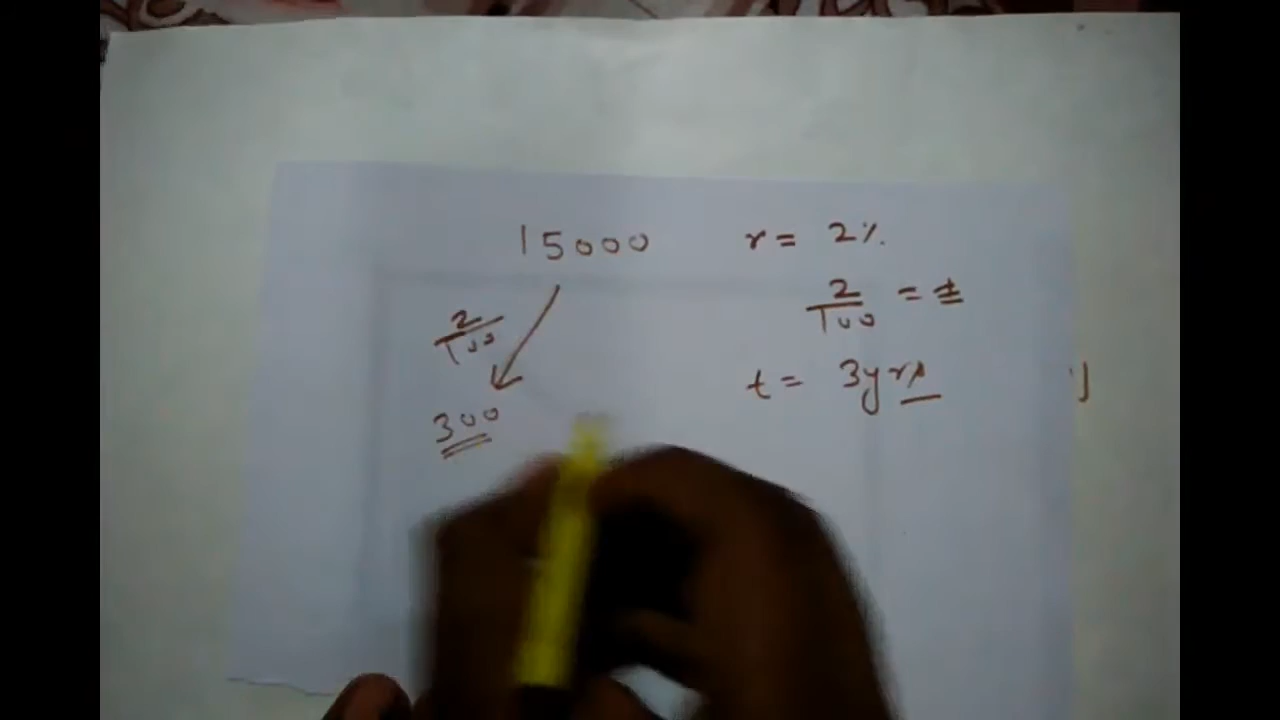 15000 r = 2%
2/100
2/100 =
t = 3yrs
300